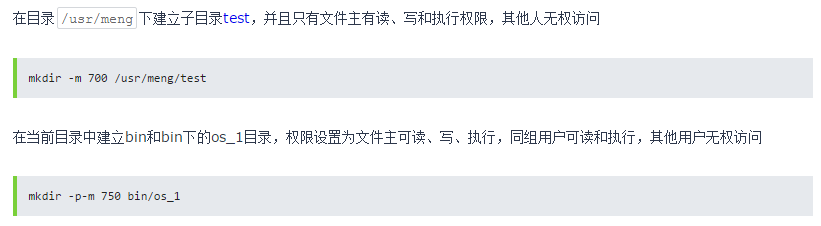 在目录 /usr/meng 下建立子目录test，并且只有文件主有读、写和执行权限，其他人无权访问
mkdir -m 700 /usr/meng/test
在当前目录中建立bin和bin下的os_1目录，权限设置为文件主可读、写、执行，同组用户可读和执行，其他用户无权访问
mkdir -p-m 750 bin/os_1